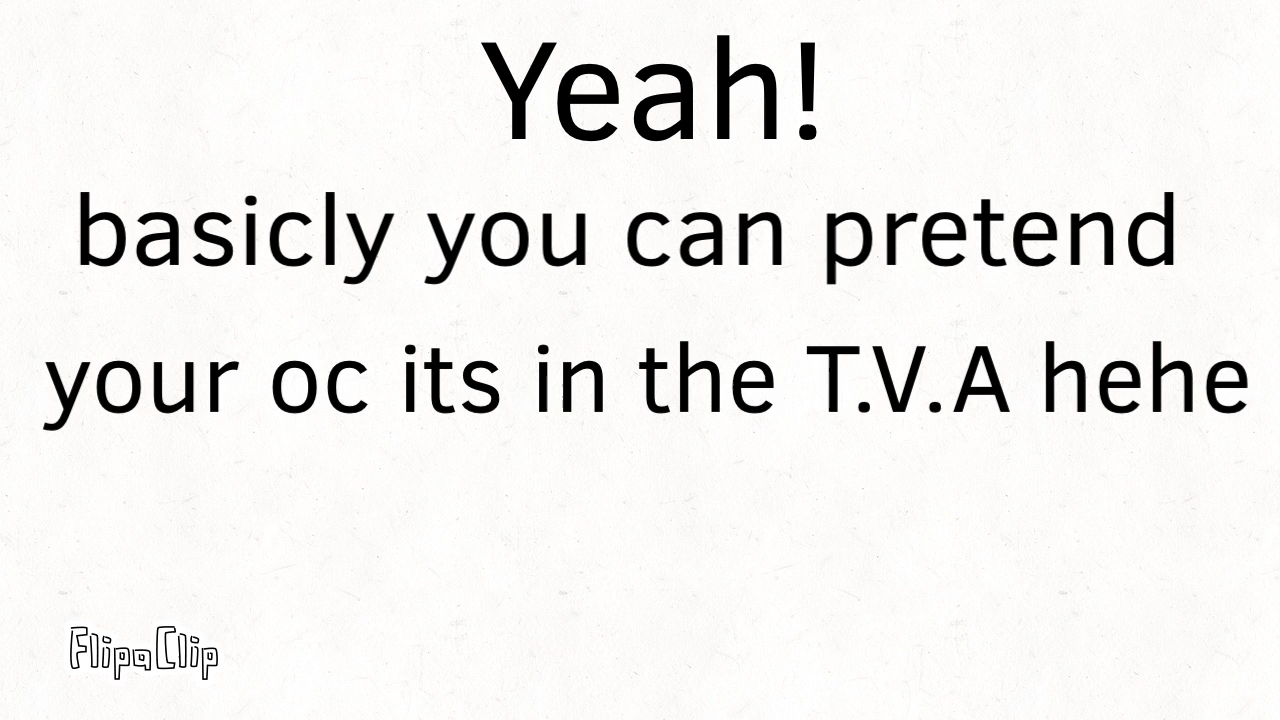 Yeah!
basicly you can pretend
your oc its in the T.V.A hehe
FlipaClip